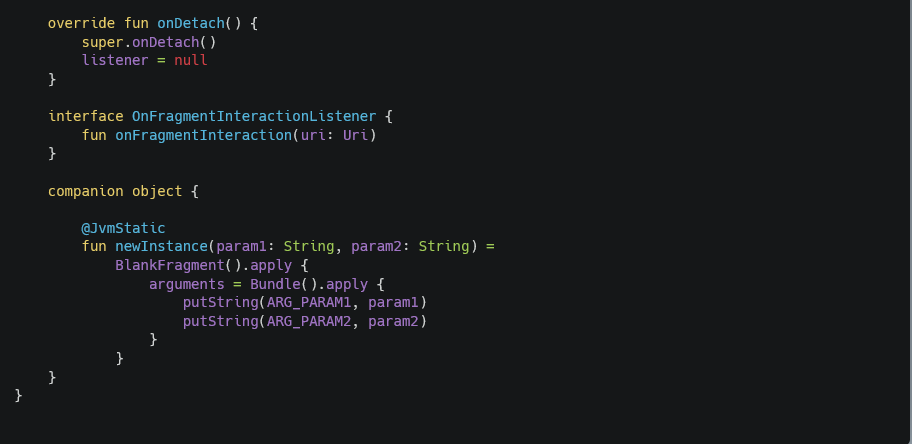 override fun onDetach() {
super.onDetach()
listener = null
}
interface OnFragmentInteractionListener {
fun onFragmentInteraction(uri: Uri)
}
companion object {
@JvmStatic
fun newInstance(param1: String, param2: String) =
BlankFragment().apply {
arguments = Bundle().apply {
putString(ARG_PARAM1, param1)
putString(ARG_PARAM2, param2)
}
}
}
}